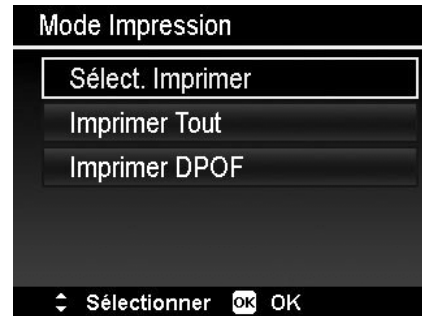 Mode Impression
Sélect. Imprimer
Imprimer Tout
Imprimer DPOF
Sélectionner OK OK